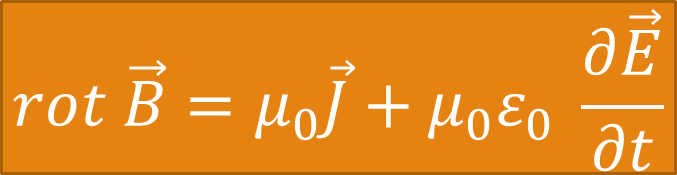 rot B⃗ = μ₀J⃗ + μ₀ε₀ ∂E⃗/∂t